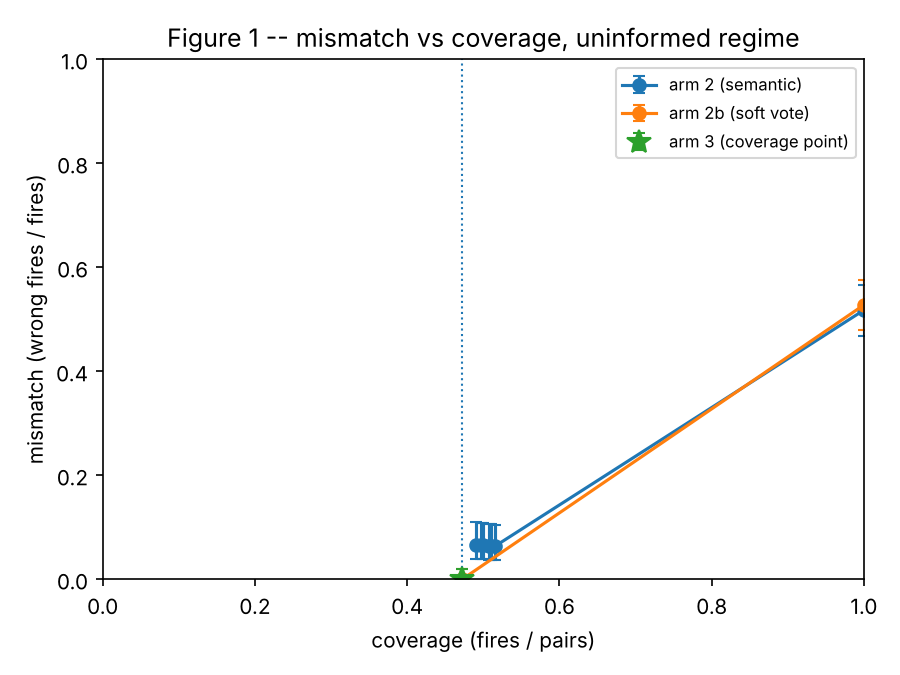 Figure 1 -- mismatch vs coverage, uninformed regime
arm 2 (semantic)
arm 2b (soft vote)
arm 3 (coverage point)
mismatch (wrong fires / fires)
1.0
0.8
0.6
0.4
0.2
0.0
0.0 0.2 0.4 0.6 0.8 1.0
coverage (fires / pairs)